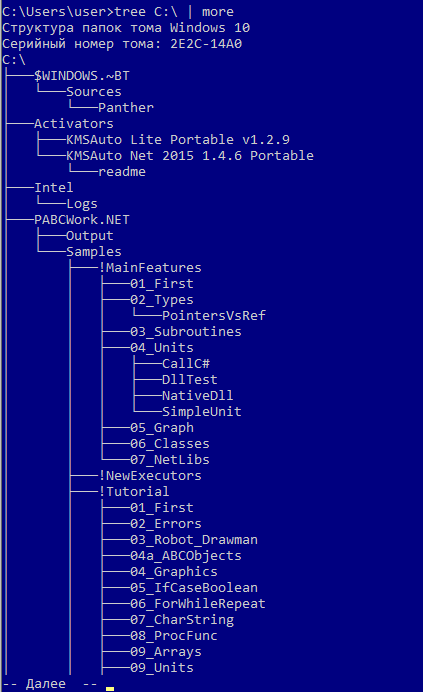 C:\Users\user>tree C:\ | more
Структура папок тома Windows 10
Серийный номер тома: 2E2C-14A0
C:\
├───$WINDOWS.~BT
│   └───Sources
│       └───Panther
├───Activators
│   ├───KMSAuto Lite Portable v1.2.9
│   └───KMSAuto Net 2015 1.4.6 Portable
│       └───readme
├───Intel
│   └───Logs
├───PABCWork.NET
│   ├───Output
│   └───Samples
│       ├───!MainFeatures
│       │   ├───01_First
│       │   ├───02_Types
│       │   │   └───PointersVsRef
│       │   ├───03_Subroutines
│       │   ├───04_Units
│       │   │   ├───CallC#
│       │   │   ├───DllTest
│       │   │   ├───NativeDll
│       │   │   └───SimpleUnit
│       │   ├───05_Graph
│       │   ├───06_Classes
│       │   └───07_NetLibs
│       ├───!NewExecutors
│       ├───!Tutorial
│       │   ├───01_First
│       │   ├───02_Errors
│       │   ├───03_Robot_Drawman
│       │   ├───04a_ABCObjects
│       │   ├───04_Graphics
│       │   ├───05_IfCaseBoolean
│       │   ├───06_ForWhileRepeat
│       │   ├───07_CharString
│       │   ├───08_ProcFunc
│       │   ├───09_Arrays
│       │   ├───09_Units
-- Далее  --